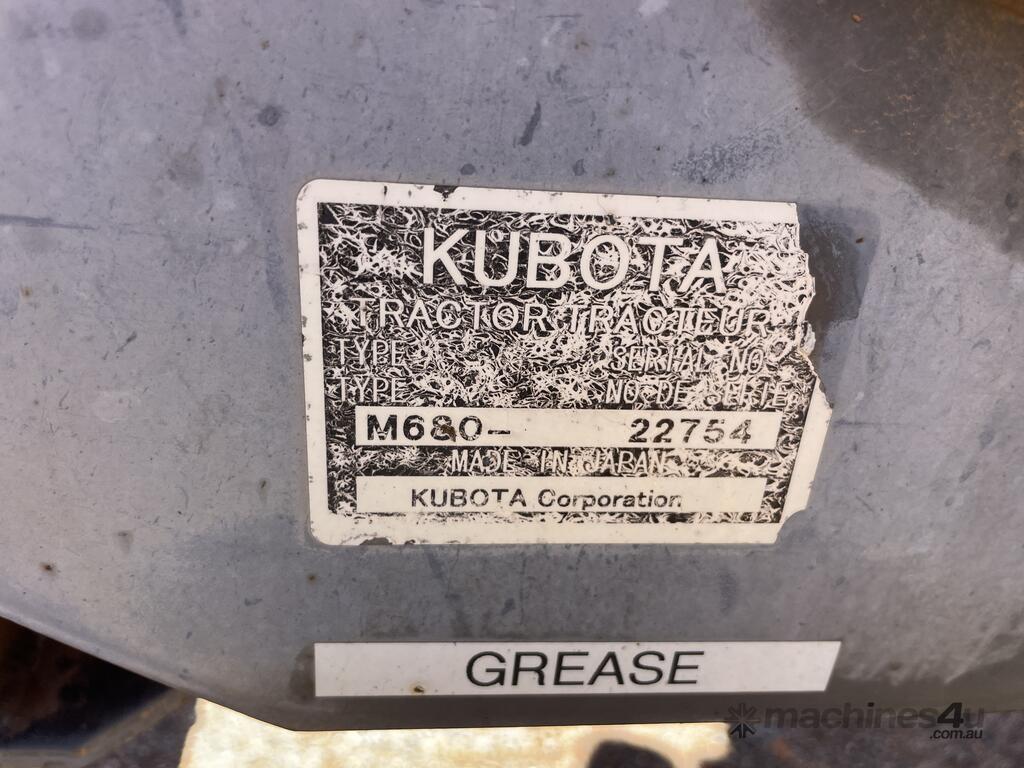 KUBOTA
TRACTOR TRACTEUR
TYPE SERIAL NO
TYPE NO DE SERIE
M680- 22754
MADE IN JAPAN
KUBOTA Corporation
GREASE
machines4u
.com.au